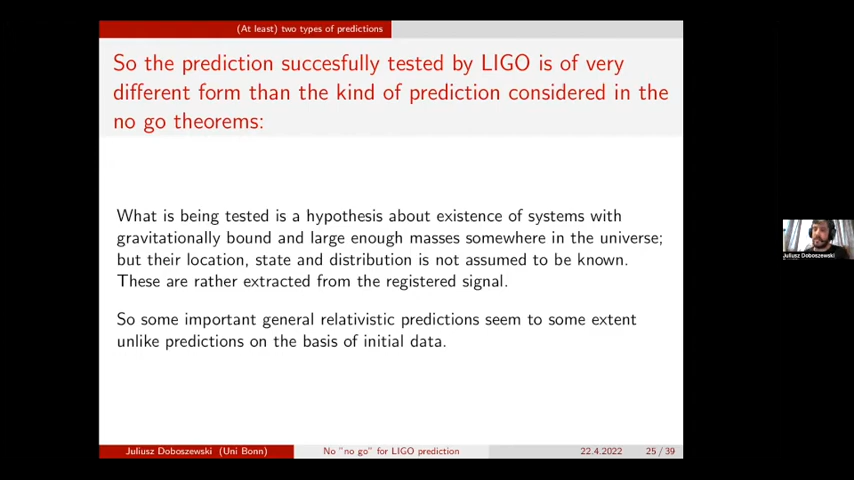 (At least) two types of predictions
So the prediction succesfully tested by LIGO is of very
different form than the kind of prediction considered in the
no go theorems:
What is being tested is a hypothesis about existence of systems with
gravitationally bound and large enough masses somewhere in the universe;
but their location, state and distribution is not assumed to be known.
These are rather extracted from the registered signal.
So some important general relativistic predictions seem to some extent
unlike predictions on the basis of initial data.
Juliusz Doboszewski (Uni Bonn)
No "no go" for LIGO prediction
22.4.2022
25 / 39
Juliusz Doboszewski